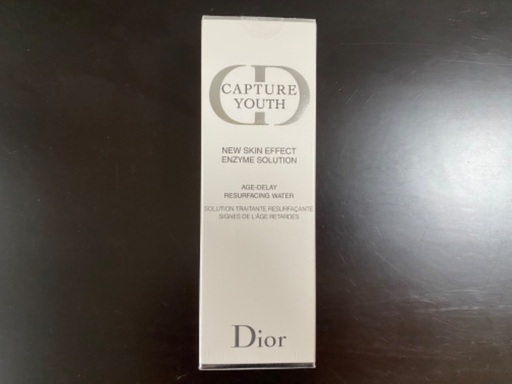 CAPTURE
YOUTH
NEW SKIN EFFECT
ENZYME SOLUTION
AGE-DELAY
RESURFACING WATER
SOLUTION TRAITANTE RESURFAÇANTE
SIGNES DE L'ÂGE RETARDÉS
Dior